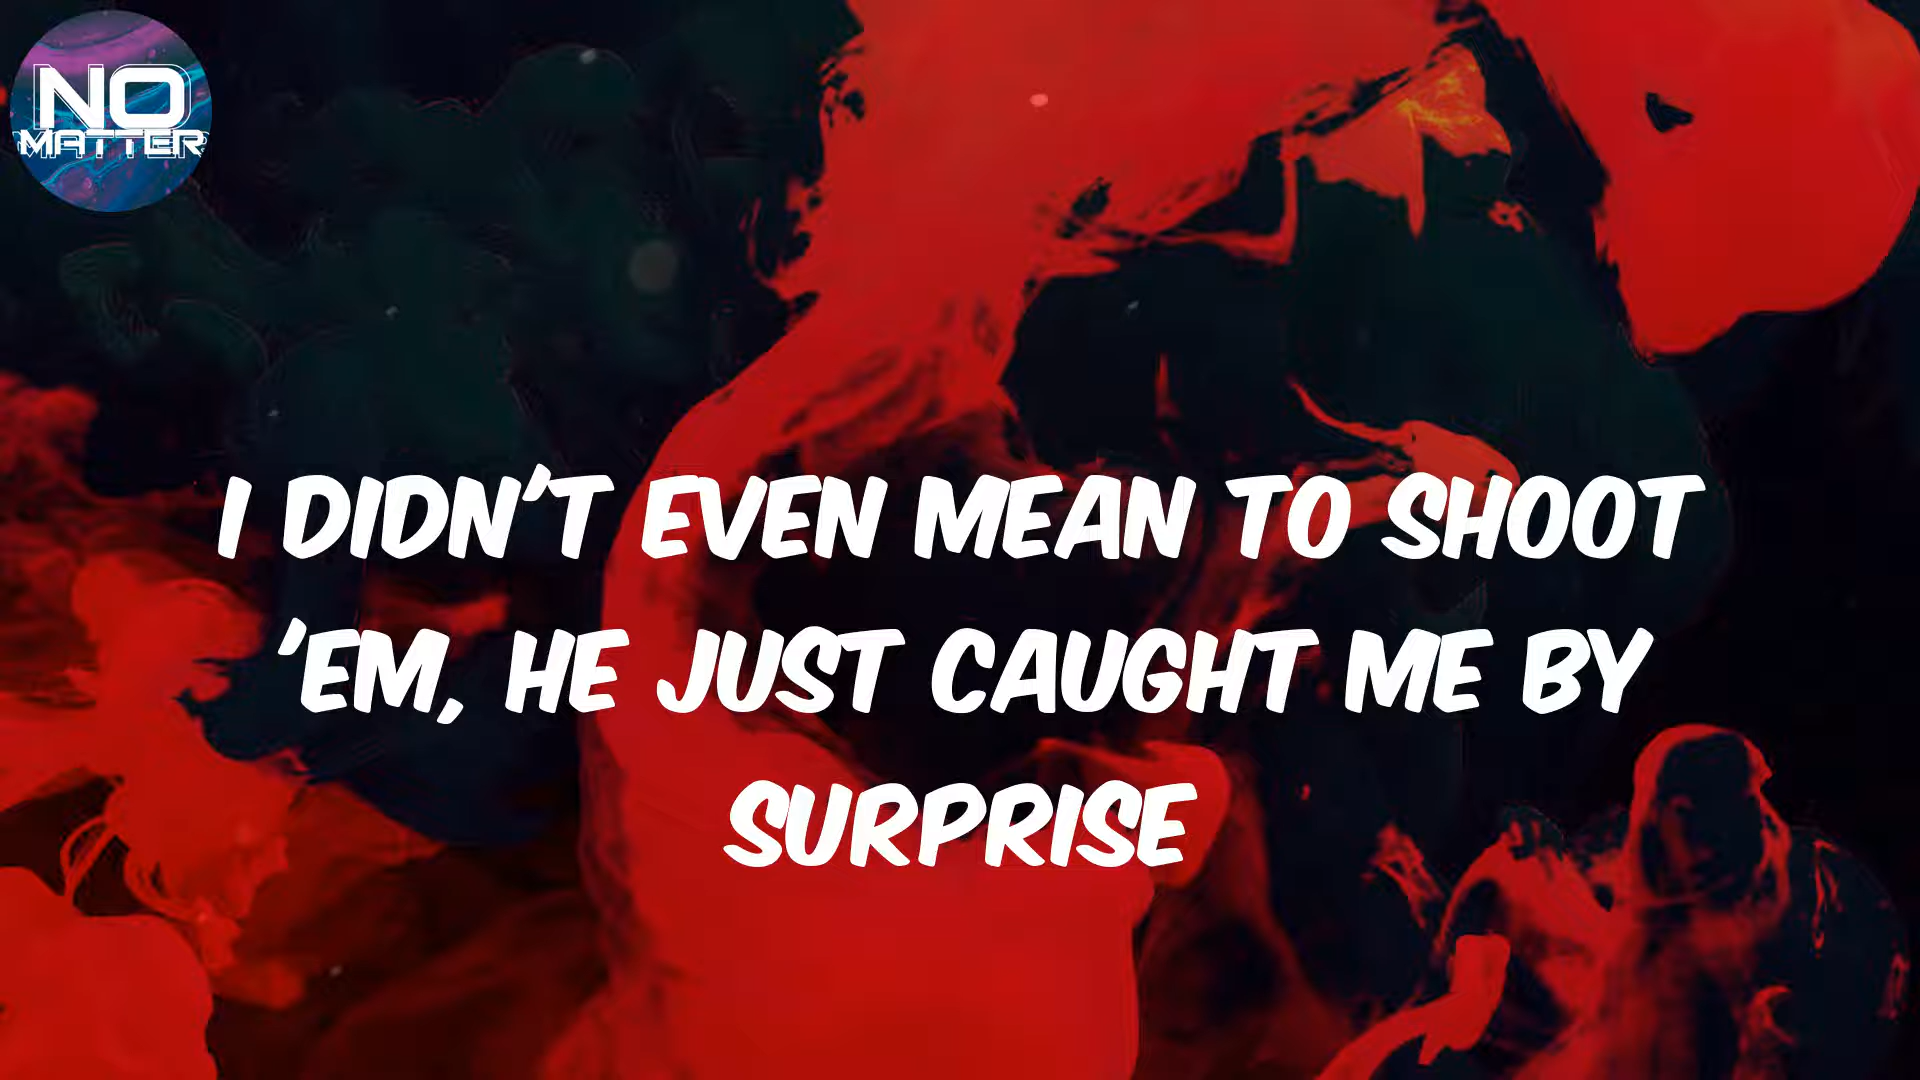 NO
MATTER
I DIDN'T EVEN MEAN TO SHOOT
'EM, HE JUST CAUGHT ME BY
SURPRISE